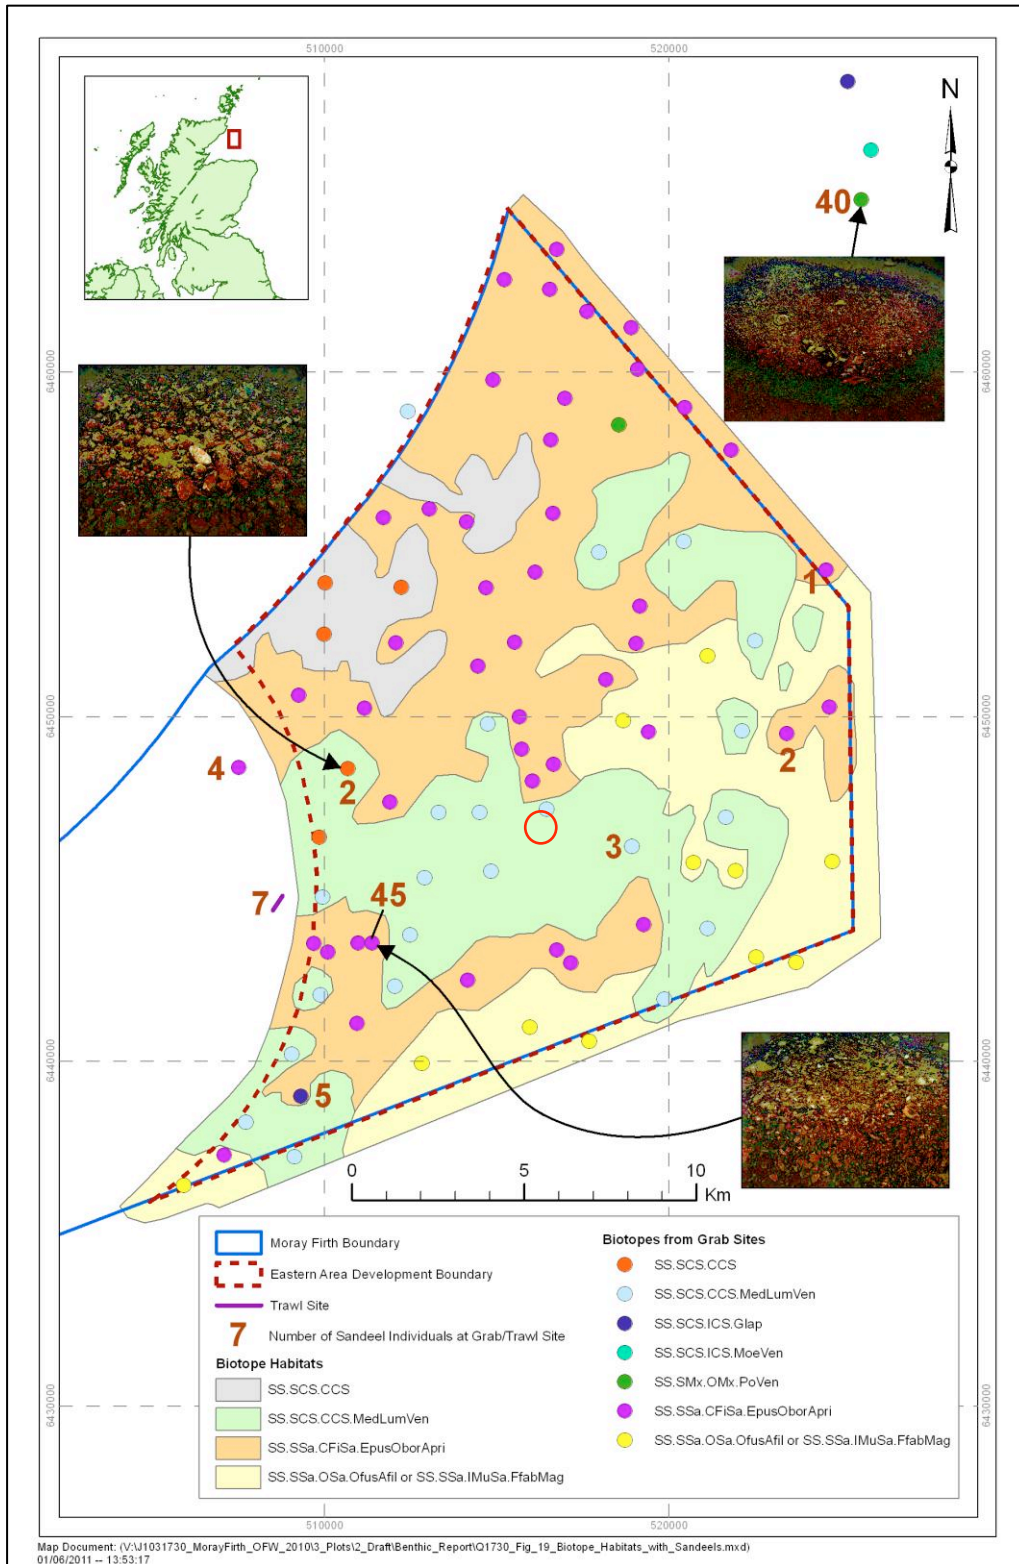 510000
520000
N
40
6460000
6460000
1
6450000
6450000
4
2
2
3
7
45
6440000
6440000
5
0
5
10
Km
Moray Firth Boundary
Eastern Area Development Boundary
Trawl Site
7
Number of Sandeel Individuals at Grab/Trawl Site
Biotope Habitats
SS.SCS.CCS
SS.SCS.CCS.MedLumVen
SS.SSa.CFiSa.EpusOborApri
SS.SSa.OSa.OfusAfil or SS.SSa.IMuSa.FfabMag
Biotopes from Grab Sites
SS.SCS.CCS
SS.SCS.CCS.MedLumVen
SS.SCS.ICS.Glap
SS.SCS.ICS.MoeVen
SS.SMx.OMx.PoVen
SS.SSa.CFiSa.EpusOborApri
SS.SSa.OSa.OfusAfil or SS.SSa.IMuSa.FfabMag
6430000
6430000
510000
520000
Map Document: (V:\J1031730_MorayFirth_OFW_2010\3_Plots\2_Draft\Benthic_Report\Q1730_Fig_19_Biotope_Habitats_with_Sandeels.mxd)
01/06/2011 -- 13:53:17